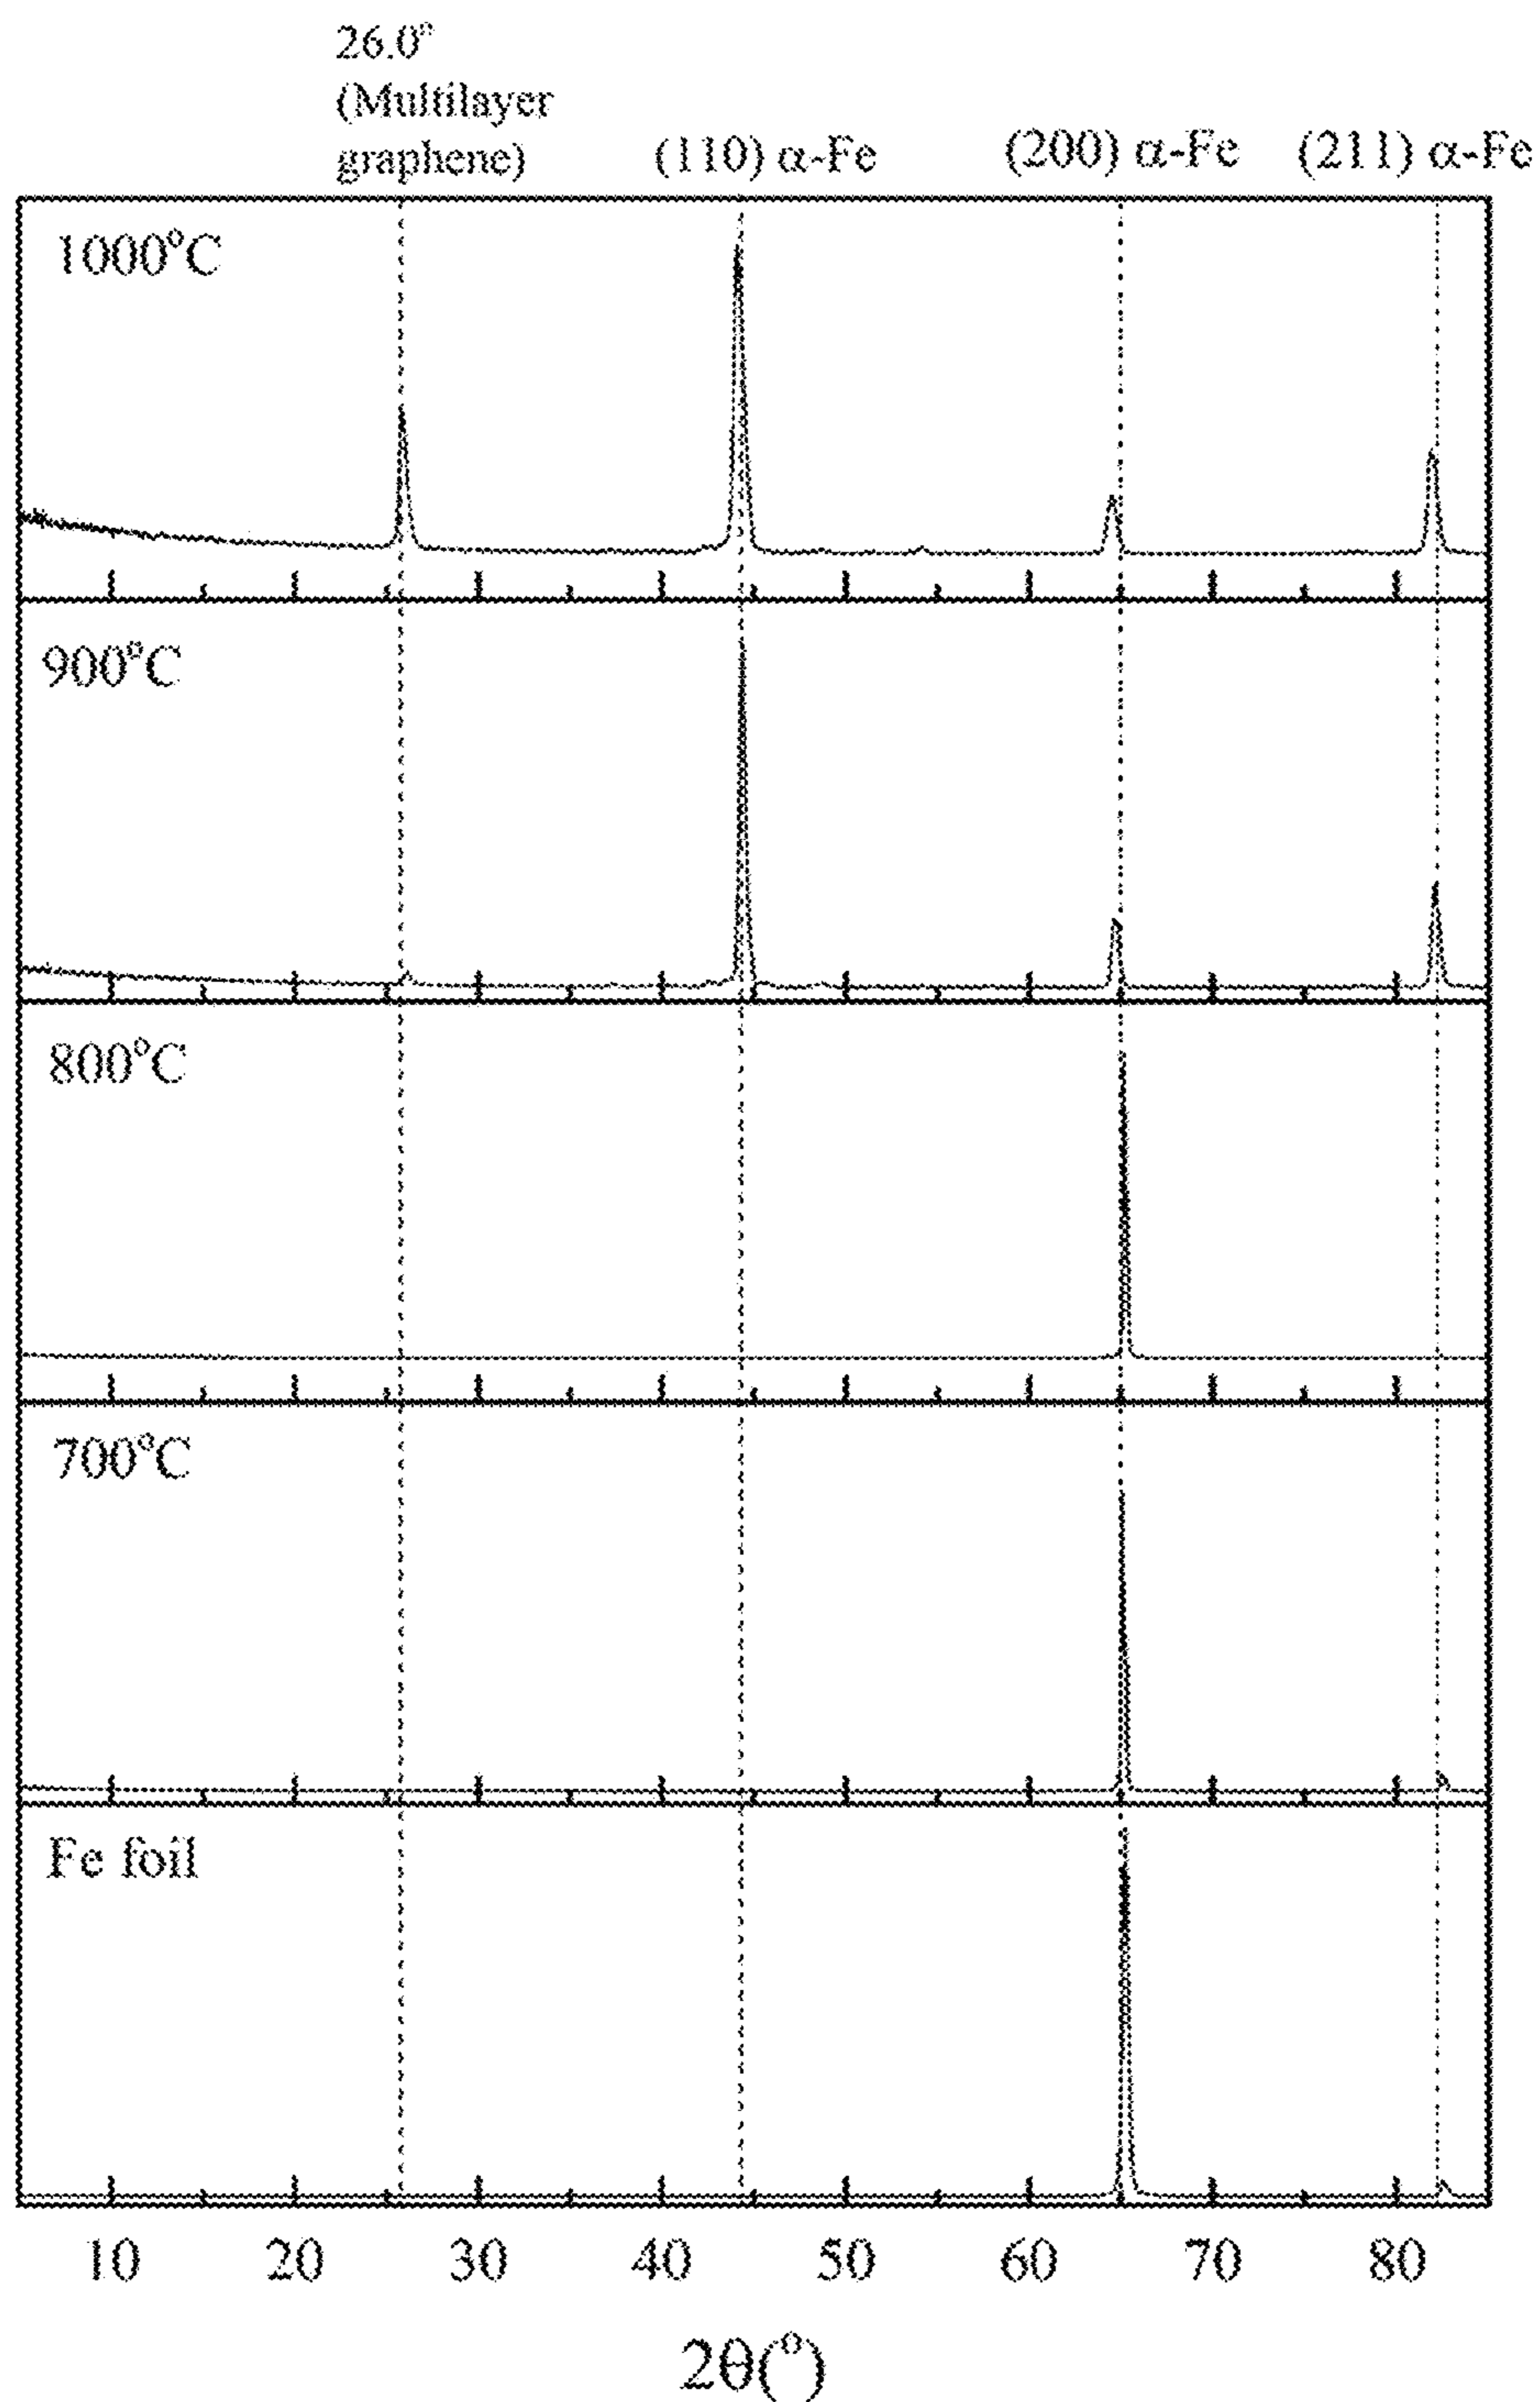 26.0°
(Multilayer
graphene) (110) α-Fe (200) α-Fe (211) α-Fe
1000°C
900°C
800°C
700°C
Fe foil
10 20 30 40 50 60 70 80
2θ(°)